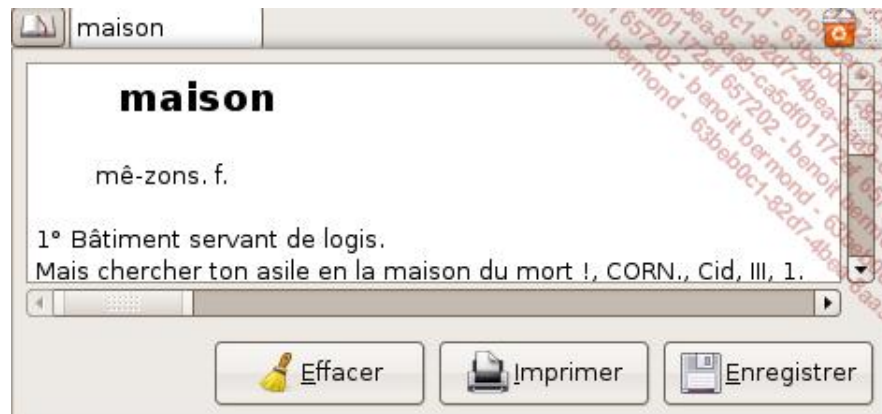 maison
maison
mê-zons. f.
1° Bâtiment servant de logis.
Mais chercher ton asile en la maison du mort !, CORN., Cid, III, 1.
Effacer Imprimer Enregistrer